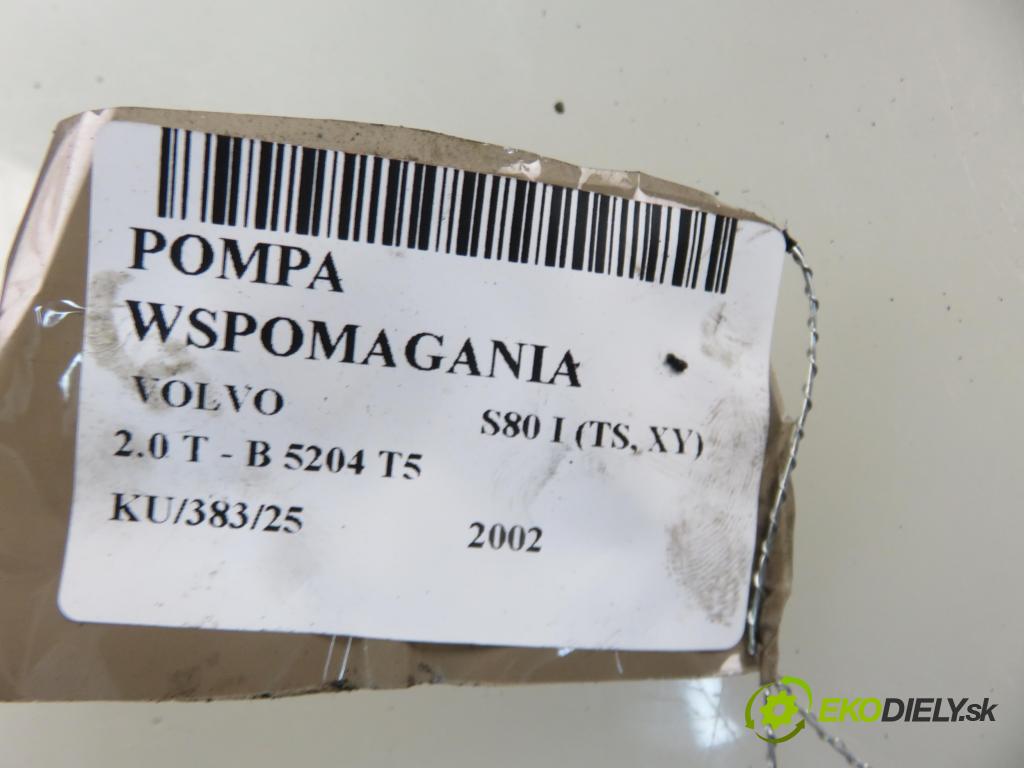 POMPA
WSPOMAGANIA
VOLVO S80 I (TS, XY)
2.0 T - B 5204 T5
KU/383/25 2002
EKODIELY.sk